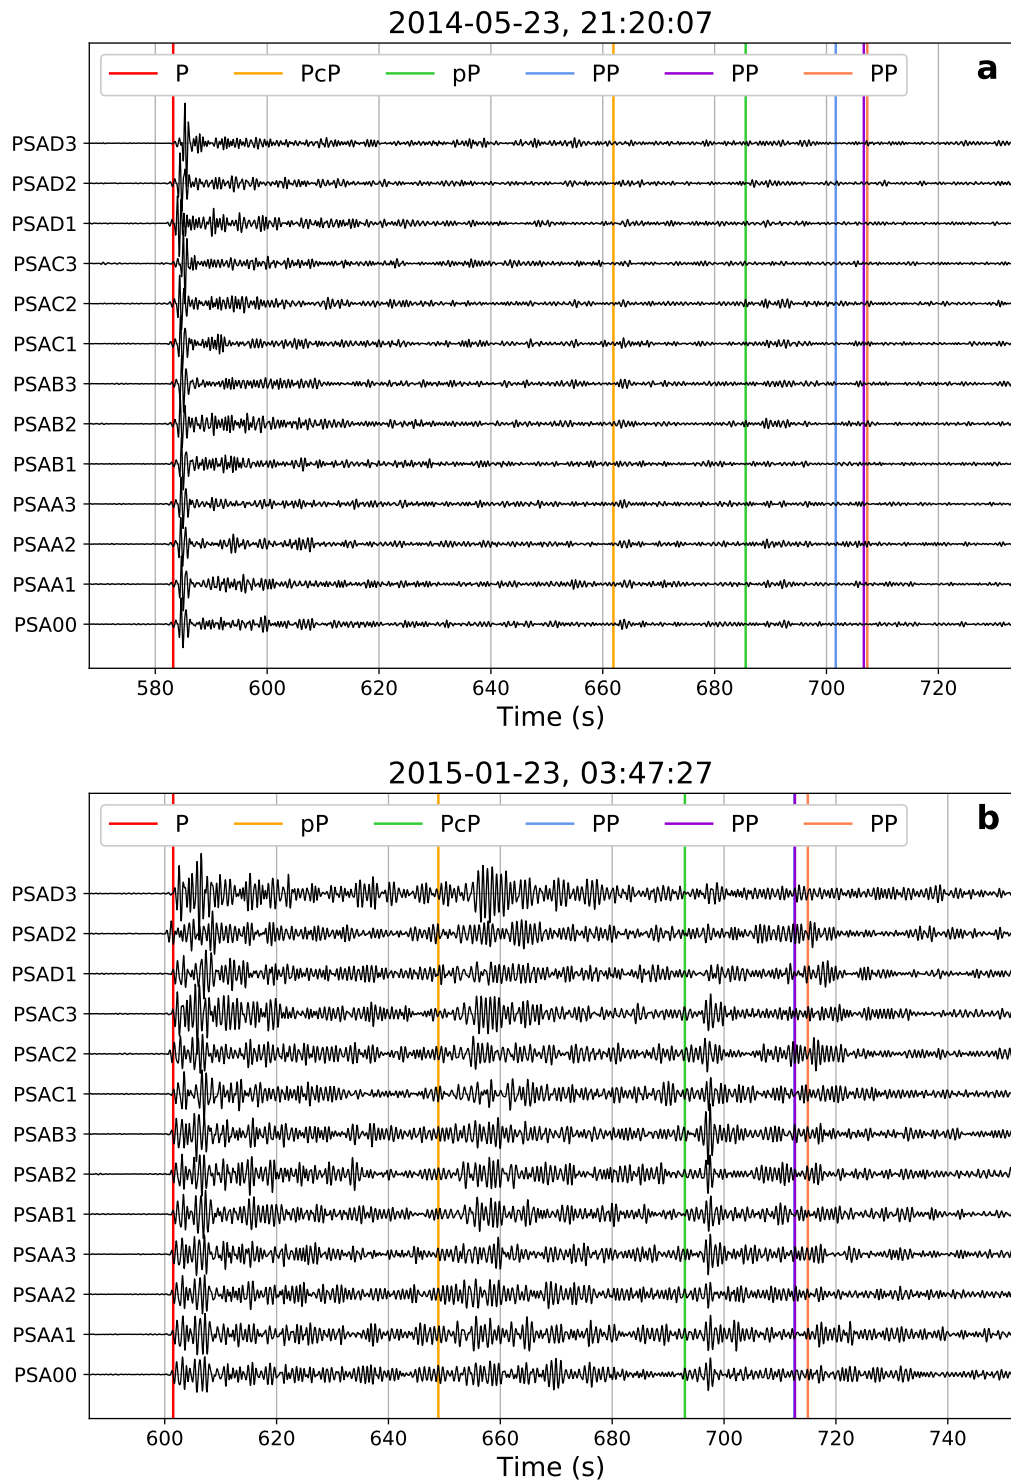 2014-05-23, 21:20:07
P PcP pP PP PP PP a
PSAD3
PSAD2
PSAD1
PSAC3
PSAC2
PSAC1
PSAB3
PSAB2
PSAB1
PSAA3
PSAA2
PSAA1
PSA00
580 600 620 640 660 680 700 720
Time (s)
2015-01-23, 03:47:27
P pP PcP PP PP PP b
PSAD3
PSAD2
PSAD1
PSAC3
PSAC2
PSAC1
PSAB3
PSAB2
PSAB1
PSAA3
PSAA2
PSAA1
PSA00
600 620 640 660 680 700 720 740
Time (s)